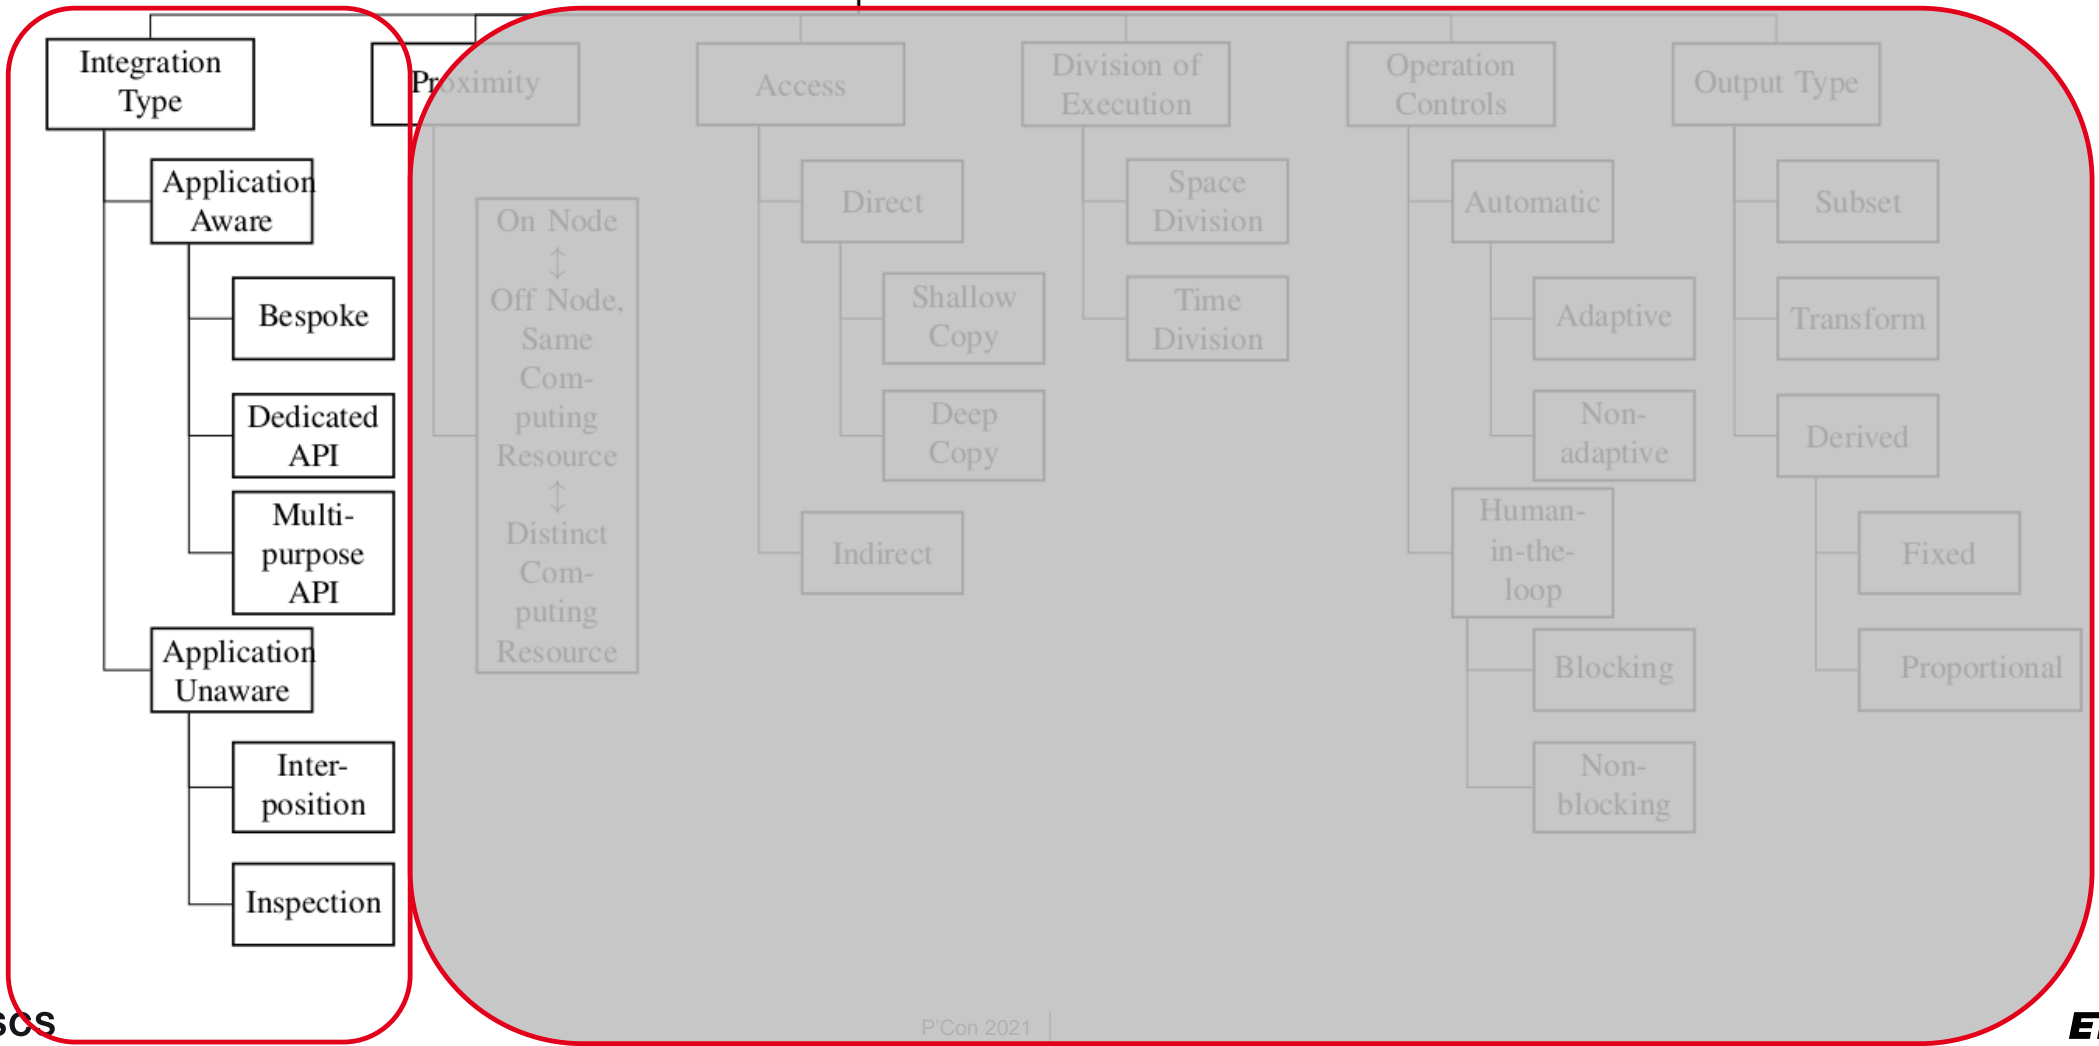 Integration
Type
Application
Aware
Bespoke
Dedicated
API
Multi-
purpose
API
Application
Unaware
Inter-
position
Inspection
Proximity
On Node
↕
Off Node,
Same
Com-
puting
Resource
↕
Distinct
Com-
puting
Resource
Access
Direct
Shallow
Copy
Deep
Copy
Indirect
Division of
Execution
Space
Division
Time
Division
Operation
Controls
Automatic
Adaptive
Non-
adaptive
Human-
in-the-
loop
Blocking
Non-
blocking
Output Type
Subset
Transform
Derived
Fixed
Proportional
P'Con 2021